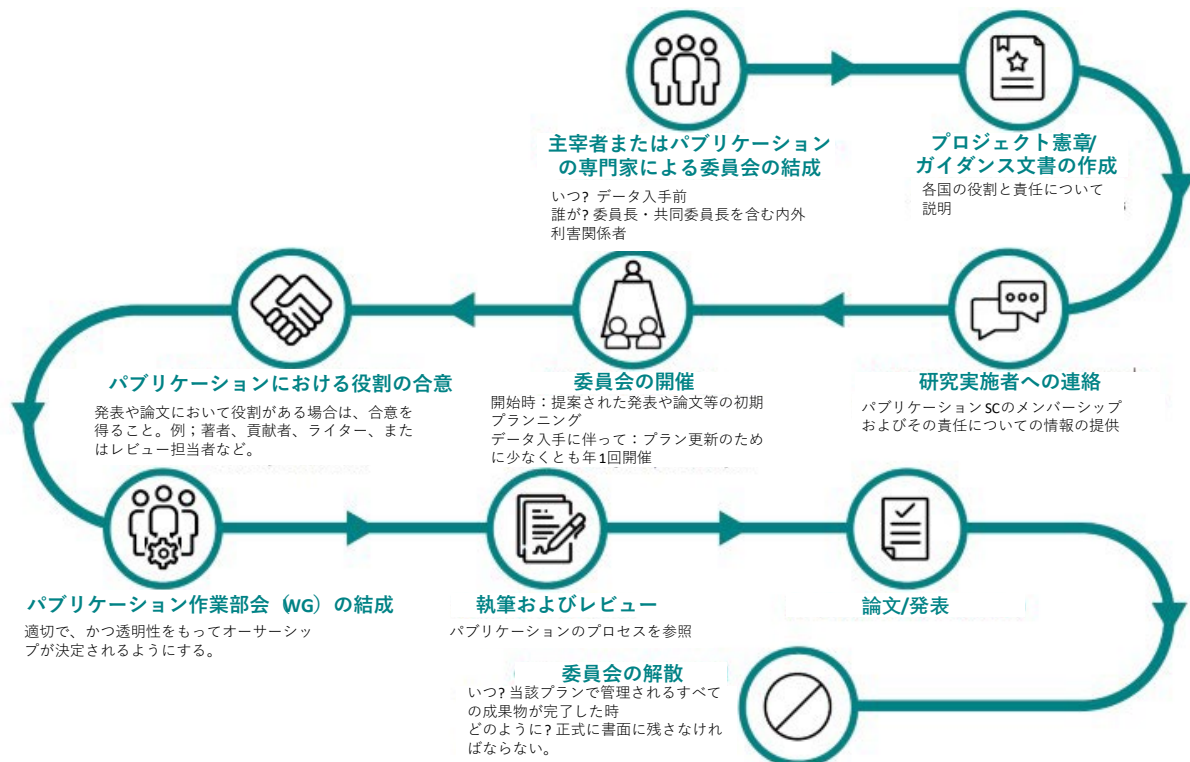 主宰者またはパブリケーション
の専門家による委員会の結成
いつ? データ入手前
誰が? 委員長・共同委員長を含む内外
利害関係者
プロジェクト憲章/
ガイダンス文書の作成
各国の役割と責任について
説明
研究実施者への連絡
パブリケーションSCのメンバーシップ
およびその責任についての情報の提供
委員会の開催
開始時：提案された発表や論文等の初期
プランニング
データ入手に伴って：プラン更新のため
に少なくとも年1回開催
パブリケーションにおける役割の合意
発表や論文において役割がある場合は、合意を
得ること。例；著者、貢献者、ライター、また
はレビュー担当者など。
パブリケーション作業部会（WG）の結成
適切で、かつ透明性をもってオーサーシッ
プが決定されるようにする。
執筆およびレビュー
パブリケーションのプロセスを参照
論文/発表
委員会の解散
いつ? 当該プランで管理されるすべて
の成果物が完了した時
どのように? 正式に書面に残さなけれ
ばならない。